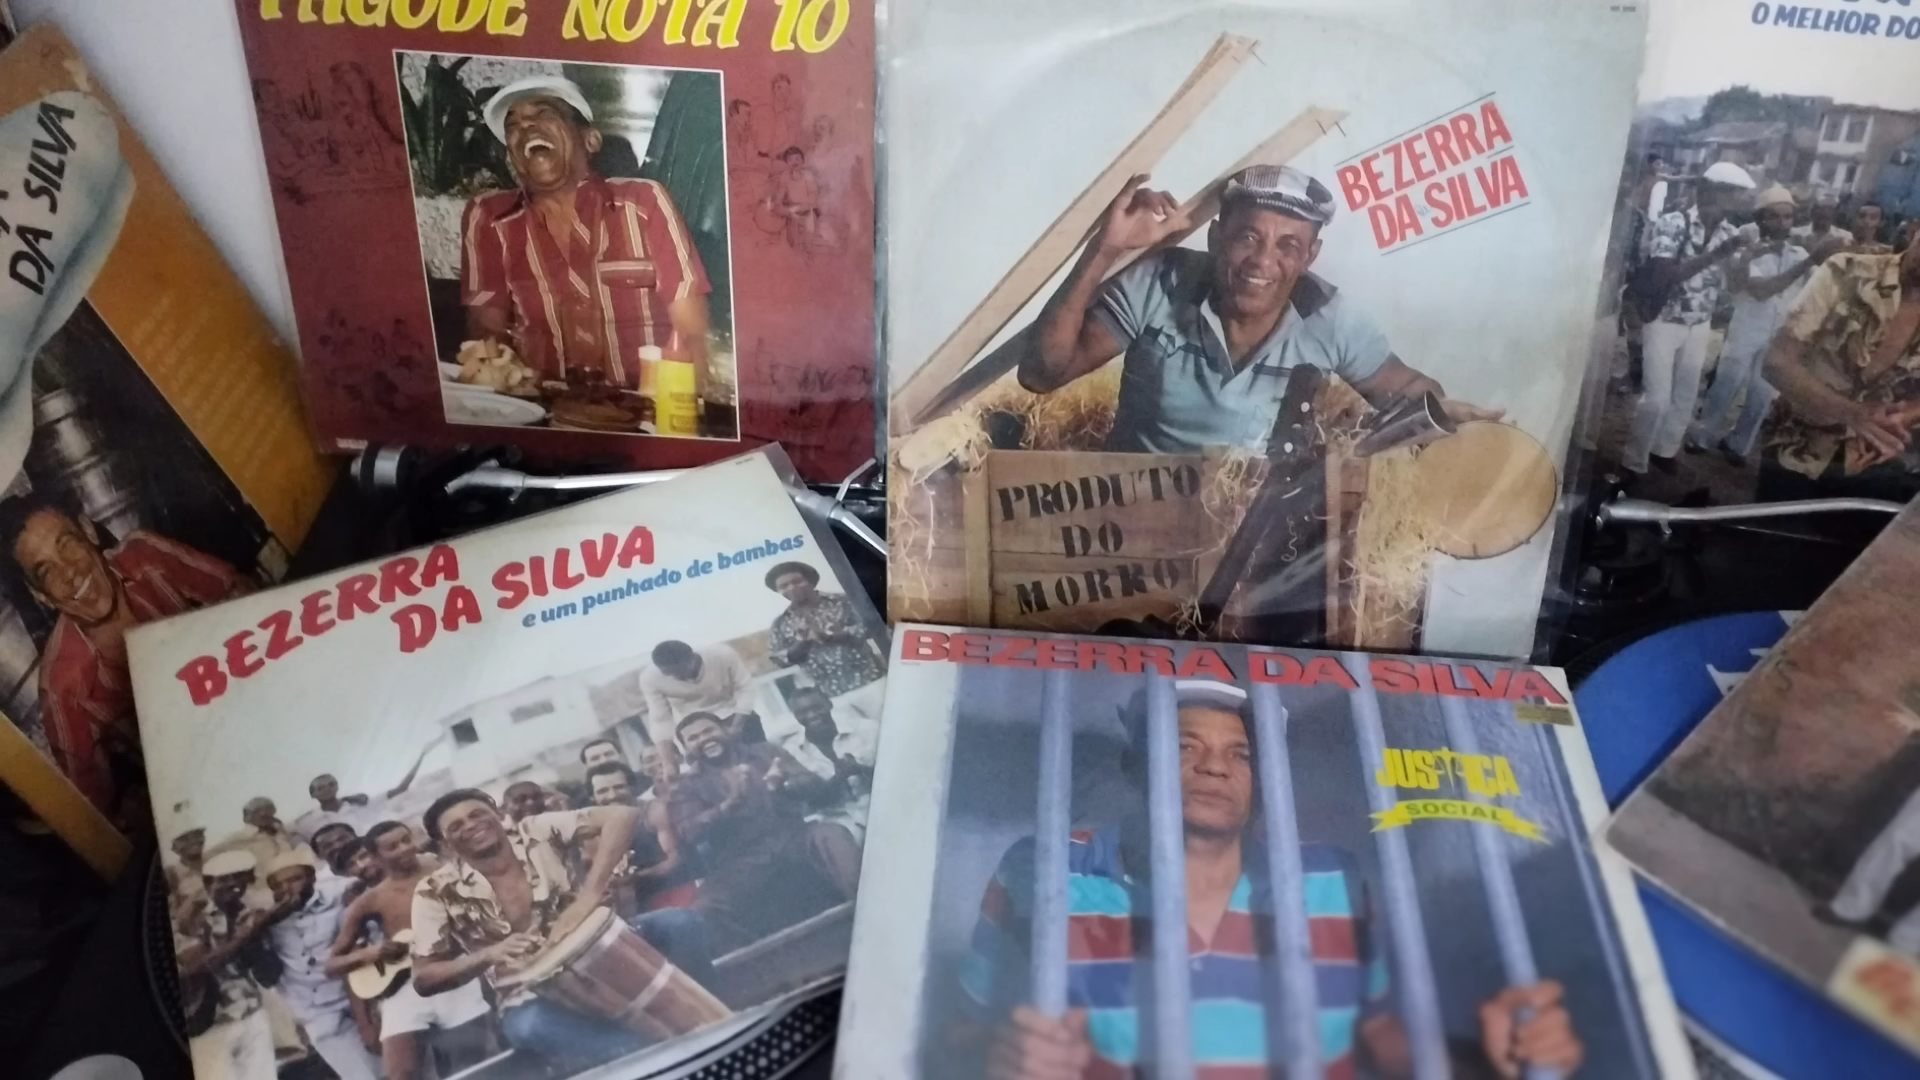 PAGODE NOTA 10
O MELHOR DO
DA SILVA
BEZERRA
DA SILVA
PRODUTO
DO
MORRO
BEZERRA
DA SILVA
e um punhado de bambas
BEZERRA DA SILVA
JUSTIÇA
SOCIAL